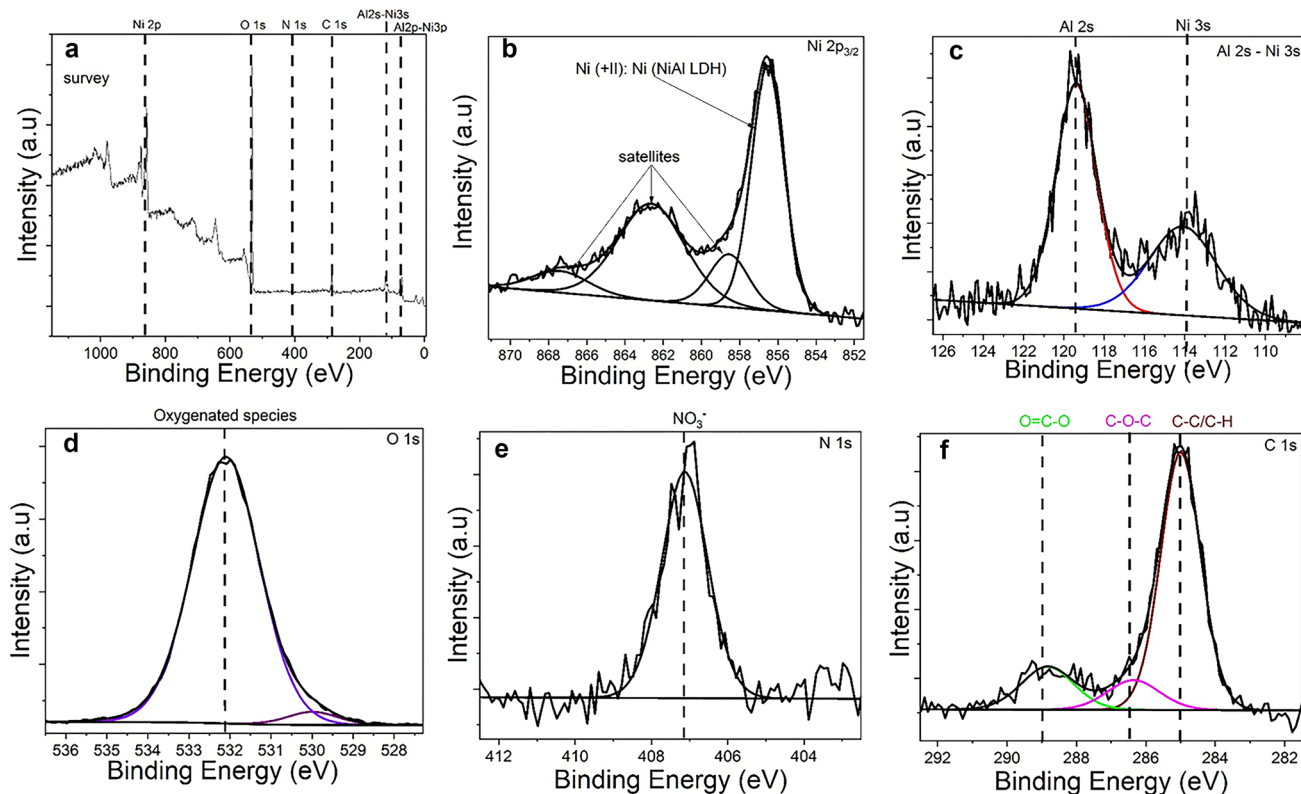 Ni 2p O 1s N 1s C 1s Al2s-Ni3s Al2p-Ni3p
a
survey
Intensity (a.u)
1000 800 600 400 200 0
Binding Energy (eV)
b
Ni 2p3/2
Ni (+II): Ni (NiAl LDH)
satellites
Intensity (a.u)
870 868 866 864 862 860 858 856 854 852
Binding Energy (eV)
Al 2s Ni 3s
c
Al 2s - Ni 3s
Intensity (a.u)
126 124 122 120 118 116 114 112 110
Binding Energy (eV)
Oxygenated species
d
O 1s
Intensity (a.u)
536 535 534 533 532 531 530 529 528
Binding Energy (eV)
NO3-
e
N 1s
Intensity (a.u)
412 410 408 406 404
Binding Energy (eV)
O=C-O C-O-C C-C/C-H
f
C 1s
Intensity (a.u)
292 290 288 286 284 282
Binding Energy (eV)